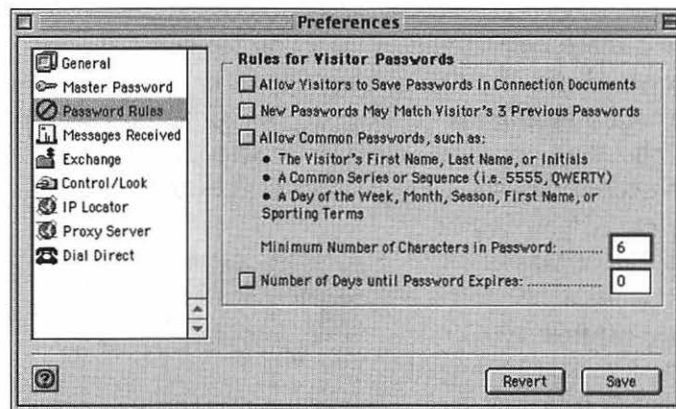 Preferences
General
Master Password
Password Rules
Messages Received
Exchange
Control/Look
IP Locator
Proxy Server
Dial Direct
Rules for Visitor Passwords
Allow Visitors to Save Passwords in Connection Documents
New Passwords May Match Visitor's 3 Previous Passwords
Allow Common Passwords, such as:
• The Visitor's First Name, Last Name, or Initials
• A Common Series or Sequence (i.e. 5555, QWERTY)
• A Day of the Week, Month, Season, First Name, or
Sporting Terms
Minimum Number of Characters in Password: .......... 6
Number of Days until Password Expires: ................. 0
?
Revert Save